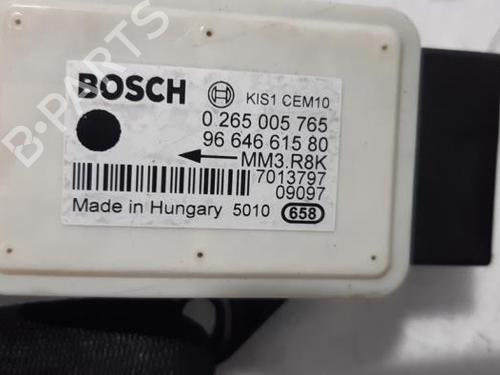 B-PARTS
BOSCH KIS1 CEM10
0 265 005 765
96 646 615 80
MM3.R8K
7013797
09097
Made in Hungary 5010 658